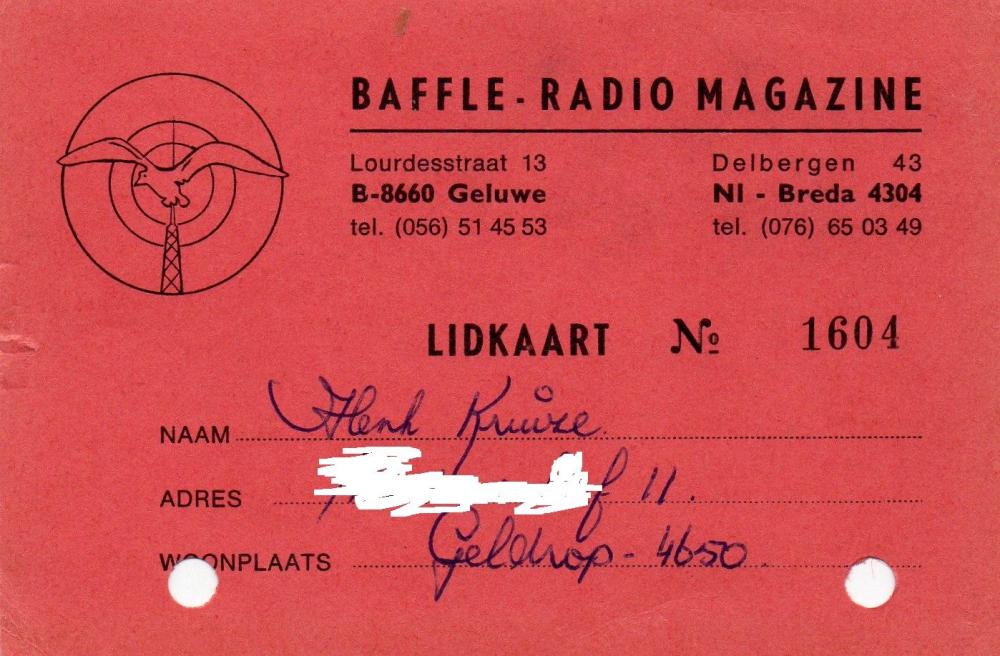 BAFFLE - RADIO MAGAZINE
Lourdesstraat 13
B-8660 Geluwe
tel. (056) 51 45 53
Delbergen 43
Nl - Breda 4304
tel. (076) 65 03 49
LIDKAART № 1604
NAAM Henk Kruize
ADRES 11.
WOONPLAATS Geldrop - 4650